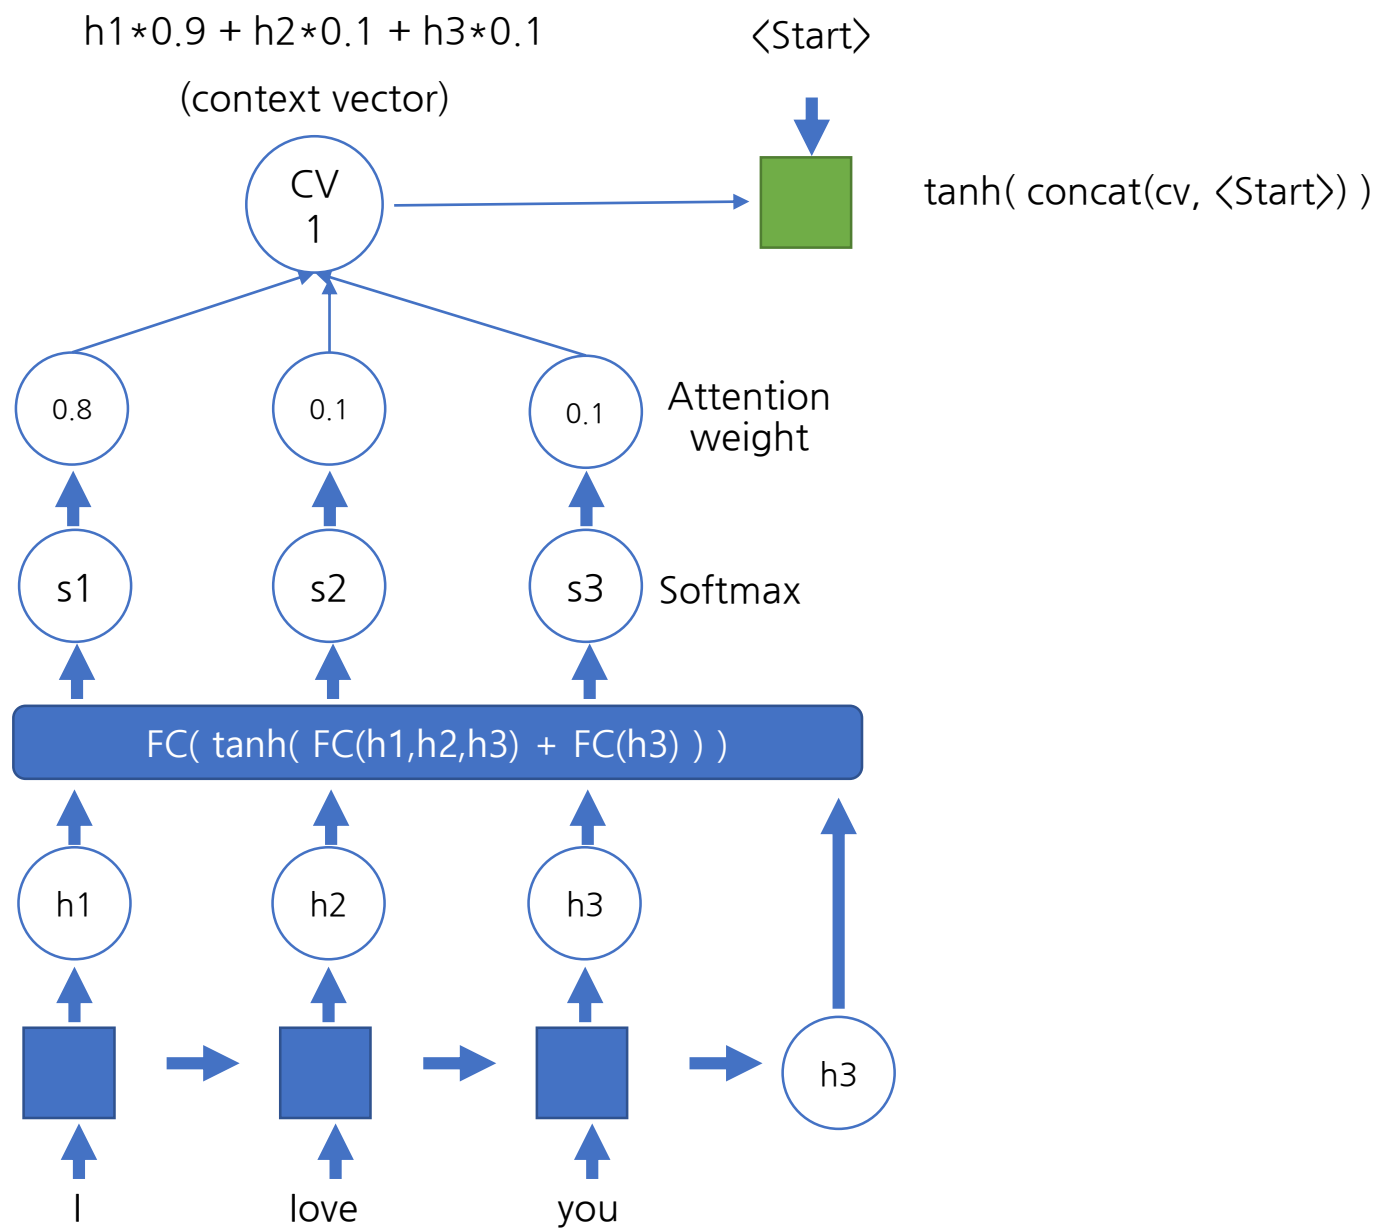 h1*0.9 + h2*0.1 + h3*0.1
<Start>
(context vector)
CV
1
tanh( concat(cv, <Start>) )
0.8
0.1
0.1
Attention
weight
s1
s2
s3
Softmax
FC( tanh( FC(h1,h2,h3) + FC(h3) ) )
h1
h2
h3
h3
I
love
you